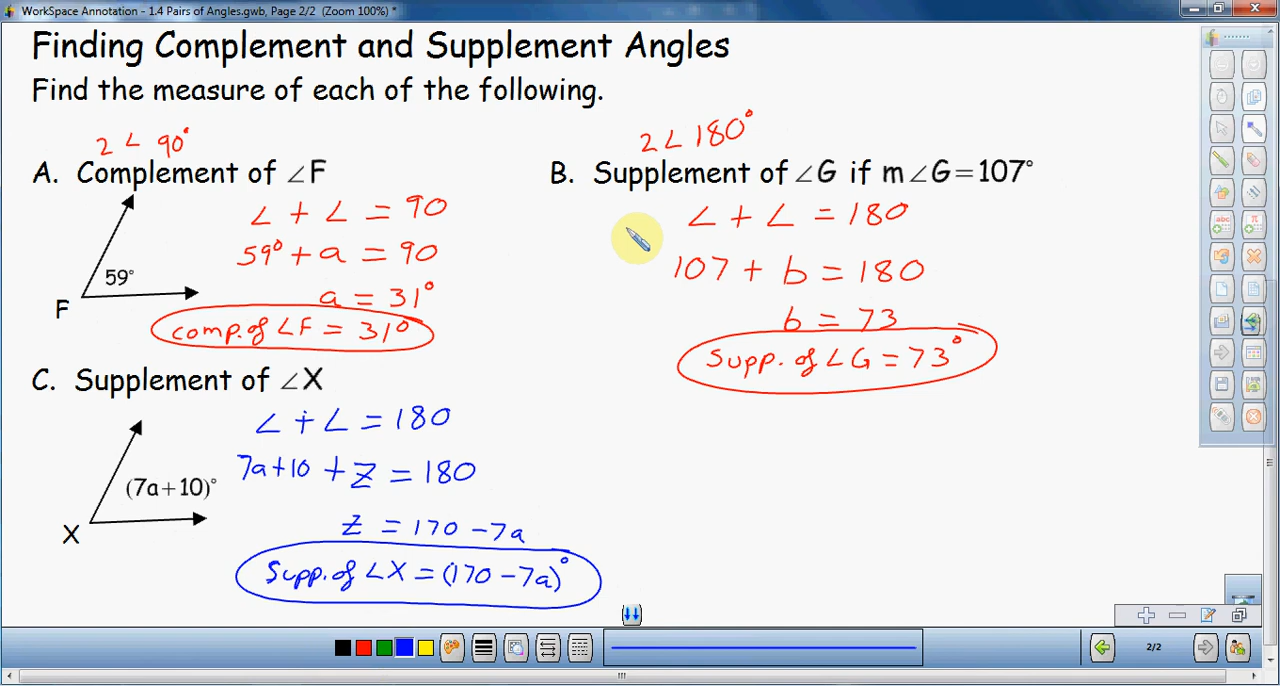 WorkSpace Annotation - 1.4 Pairs of Angles.gwb, Page 2/2 (Zoom 100%) *
Finding Complement and Supplement Angles
Find the measure of each of the following.
2 ∠ 90°
A. Complement of ∠F
∠ + ∠ = 90
59° + a = 90
a = 31°
comp. of ∠F = 31°
59°
F
2 ∠ 180°
B. Supplement of ∠G if m∠G=107°
∠ + ∠ = 180
107 + b = 180
b = 73
Supp. of ∠G = 73°
C. Supplement of ∠X
∠ + ∠ = 180
7a+10 + z = 180
(7a+10)°
X
z = 170 - 7a
Supp. of ∠X = (170 - 7a)°
2/2